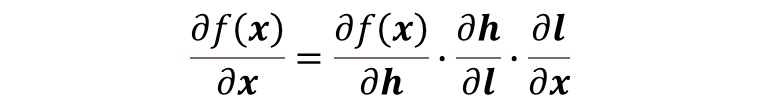 ∂f(x)/∂x = ∂f(x)/∂h · ∂h/∂l · ∂l/∂x